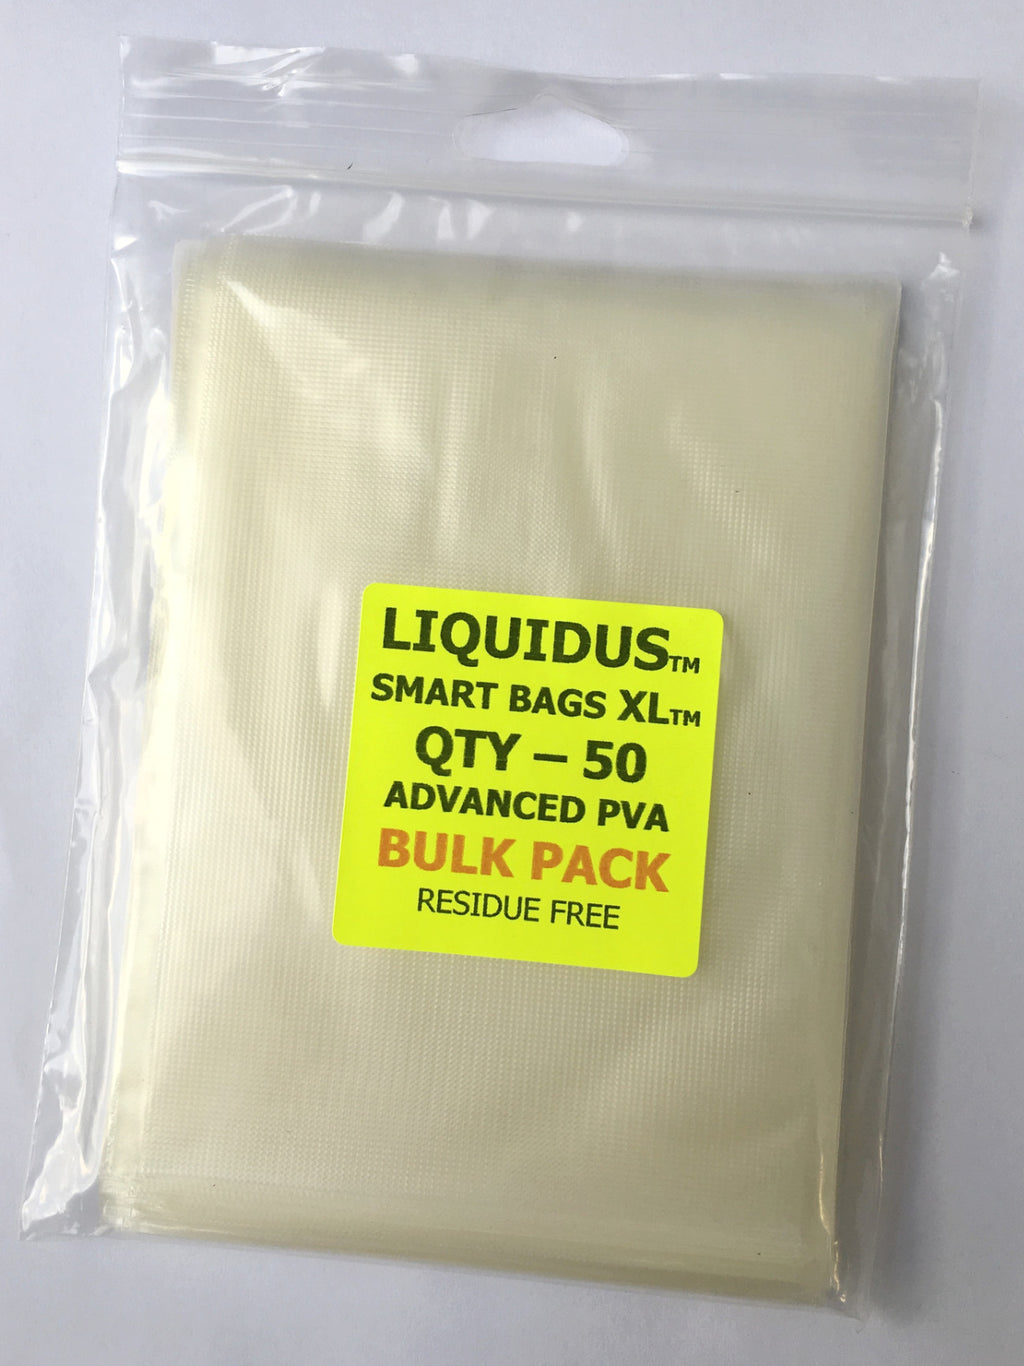 LIQUIDUS™
SMART BAGS XL™
QTY – 50
ADVANCED PVA
BULK PACK
RESIDUE FREE